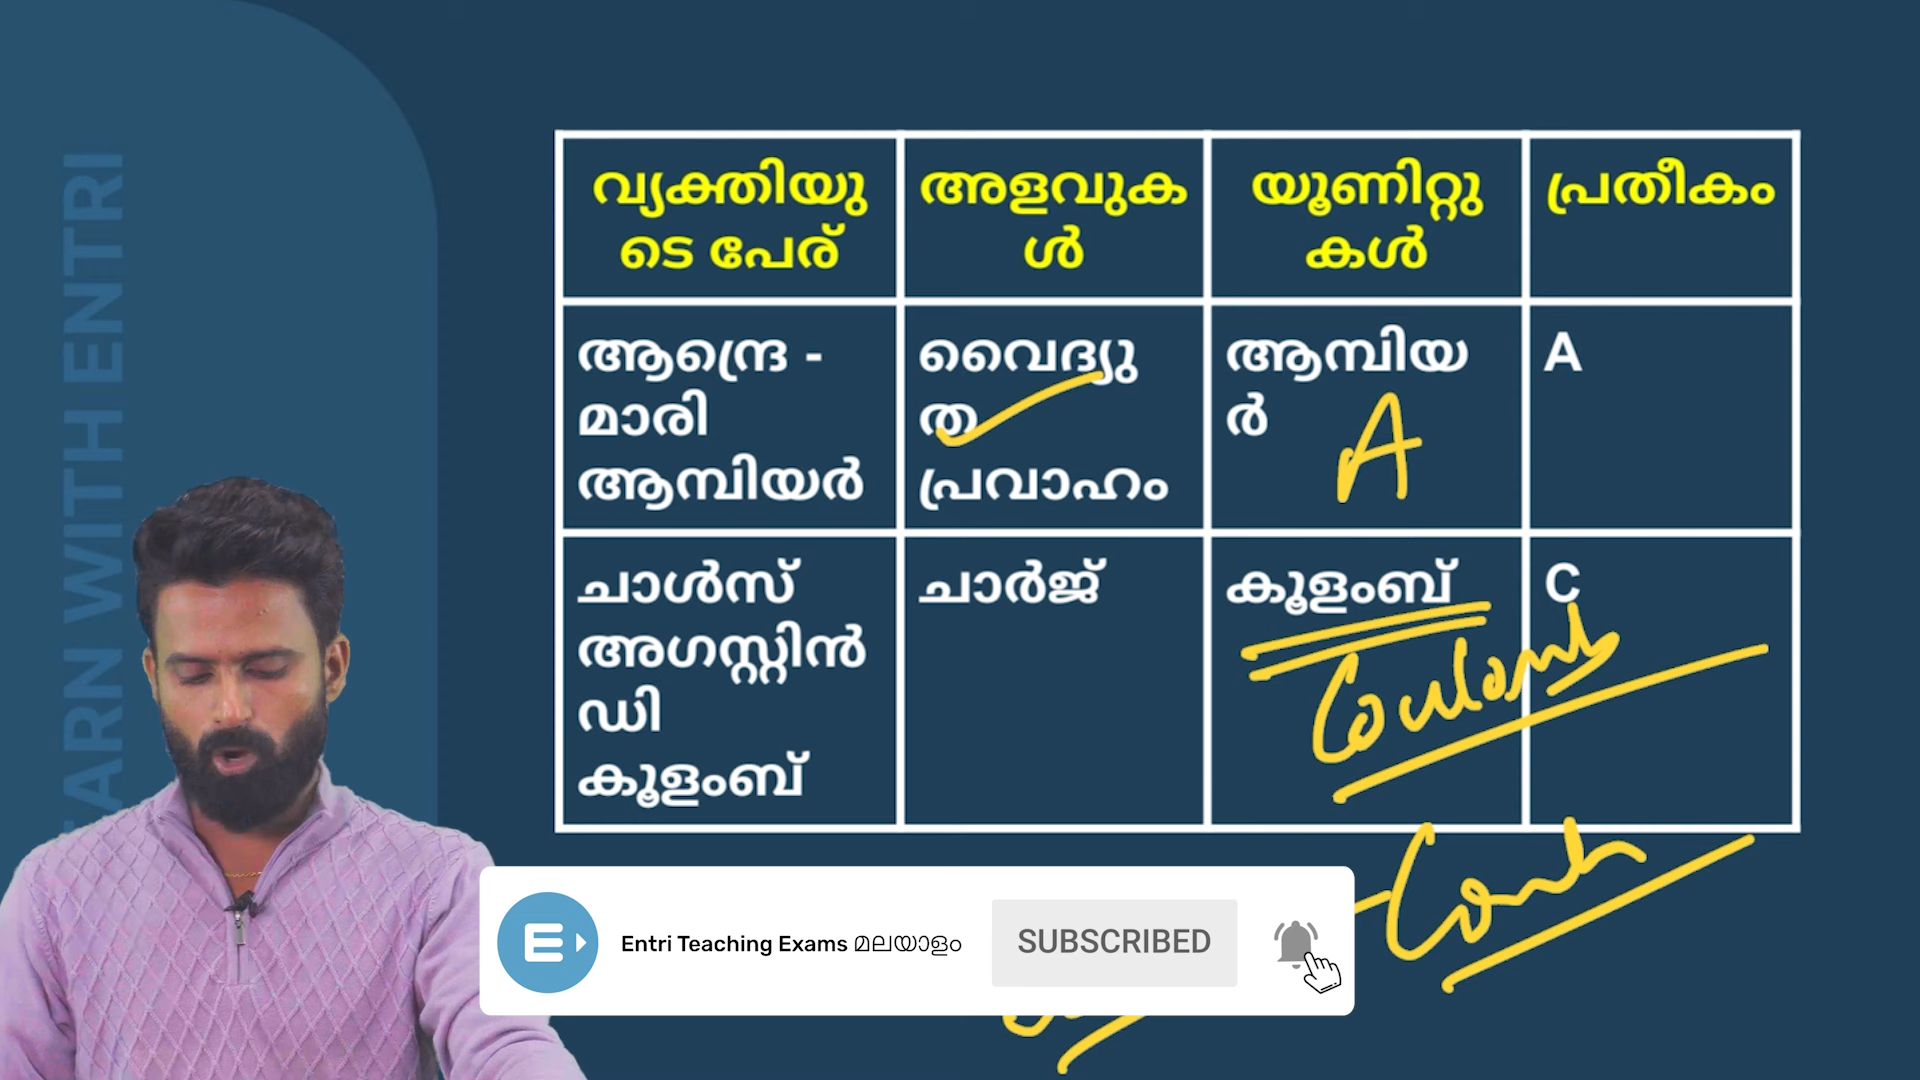 LEARN WITH ENTRI
വ്യക്തിയു
ടെ പേര്
അളവുക
ൾ
യൂണിറ്റു
കൾ
പ്രതീകം
ആന്ദ്രെ -
മാരി
ആമ്പിയർ
വൈദ്യു
ത
പ്രവാഹം
ആമ്പിയ
ർ
A
A
ചാൾസ്
അഗസ്റ്റിൻ
ഡി
കൂളംബ്
ചാർജ്
കൂളംബ്
C
Coulomb
Entri Teaching Exams മലയാളം
SUBSCRIBED